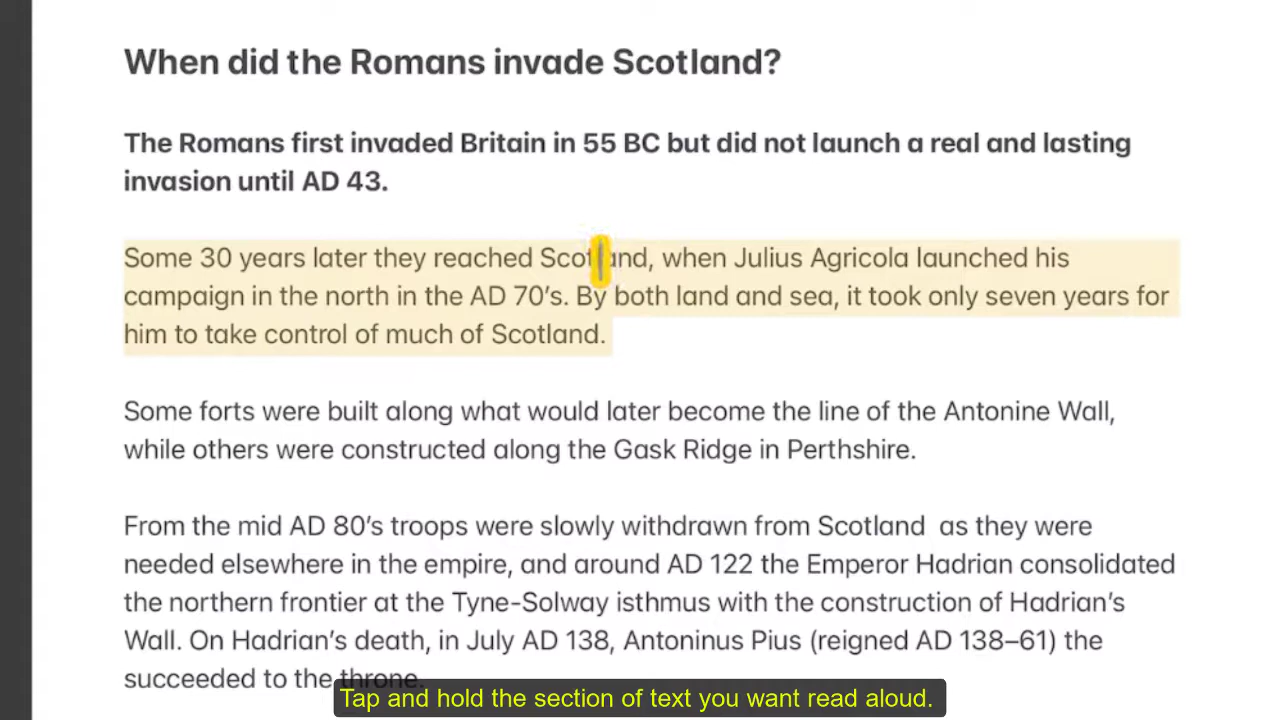 When did the Romans invade Scotland?
The Romans first invaded Britain in 55 BC but did not launch a real and lasting
invasion until AD 43.
Some 30 years later they reached Scotland, when Julius Agricola launched his
campaign in the north in the AD 70’s. By both land and sea, it took only seven years for
him to take control of much of Scotland.
Some forts were built along what would later become the line of the Antonine Wall,
while others were constructed along the Gask Ridge in Perthshire.
From the mid AD 80’s troops were slowly withdrawn from Scotland  as they were
needed elsewhere in the empire, and around AD 122 the Emperor Hadrian consolidated
the northern frontier at the Tyne-Solway isthmus with the construction of Hadrian’s
Wall. On Hadrian’s death, in July AD 138, Antoninus Pius (reigned AD 138–61) the
succeeded to the throne.
Tap and hold the section of text you want read aloud.